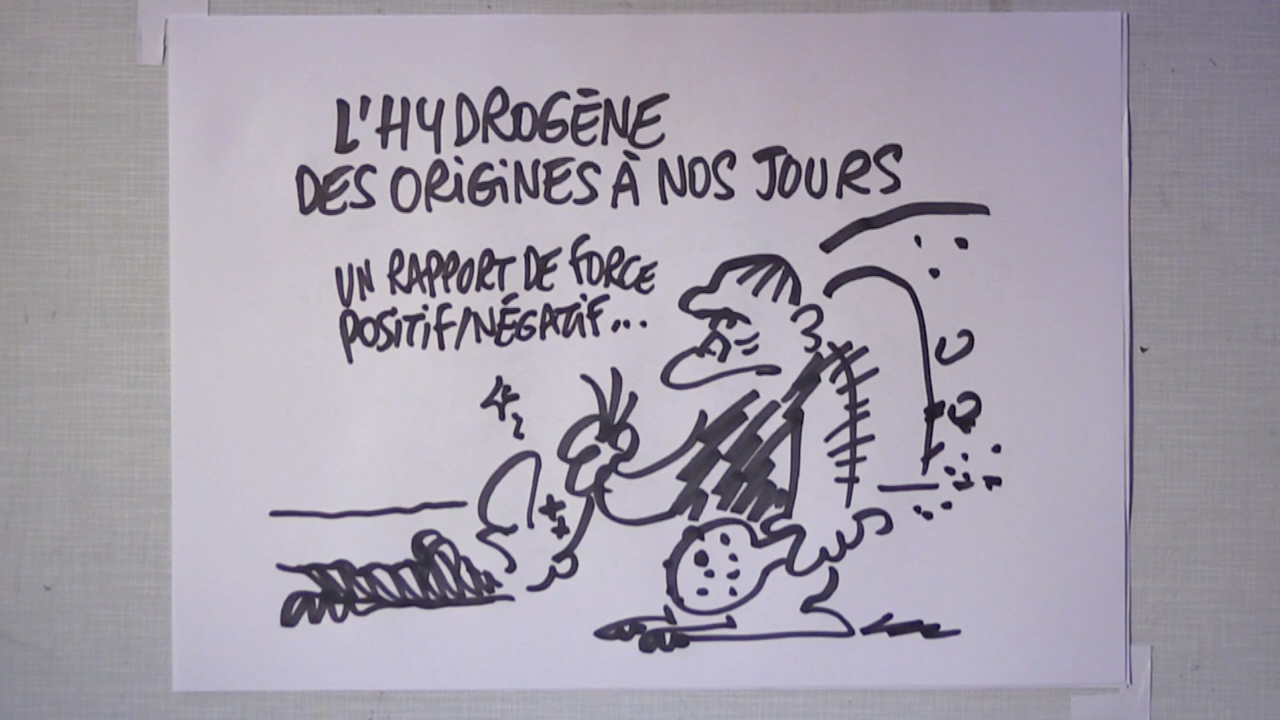 L'HYDROGÈNE
DES ORIGINES À NOS JOURS
UN RAPPORT DE FORCE
POSITIF/NÉGATIF...